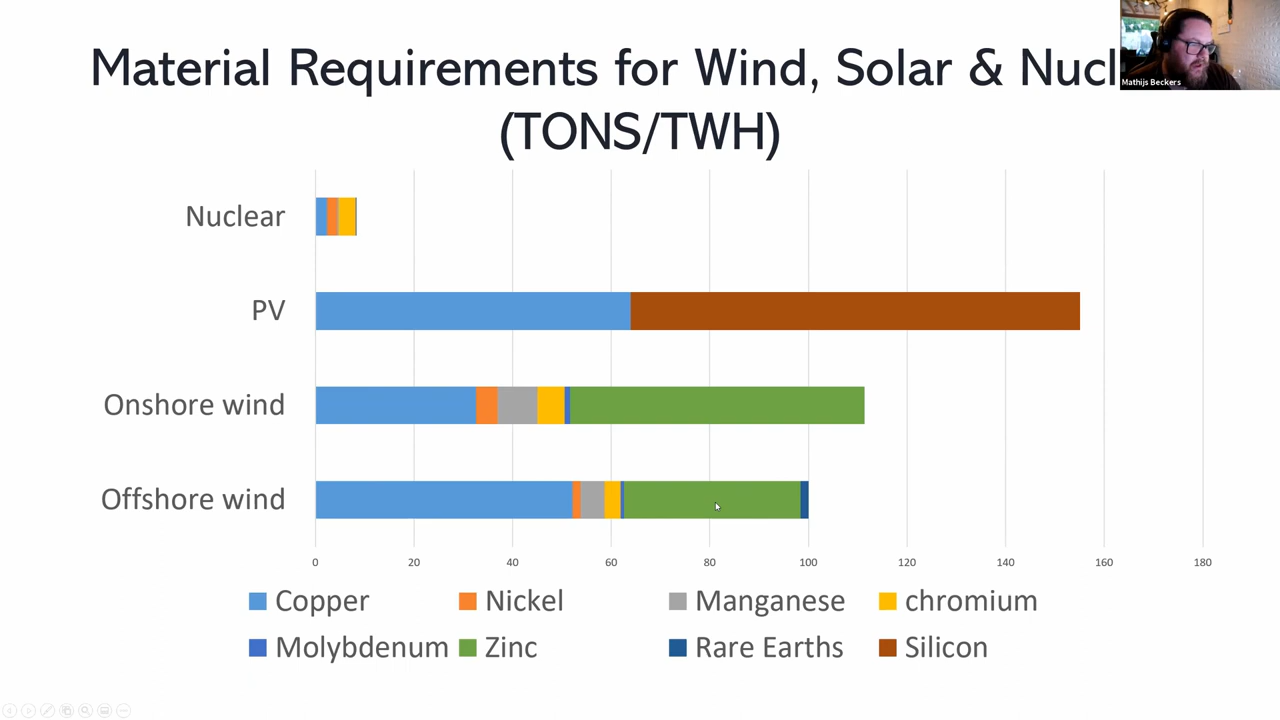 Material Requirements for Wind, Solar & Nucl
(TONS/TWH)
Mathijs Beckers
Nuclear
PV
Onshore wind
Offshore wind
0 20 40 60 80 100 120 140 160 180
Copper Nickel Manganese chromium
Molybdenum Zinc Rare Earths Silicon